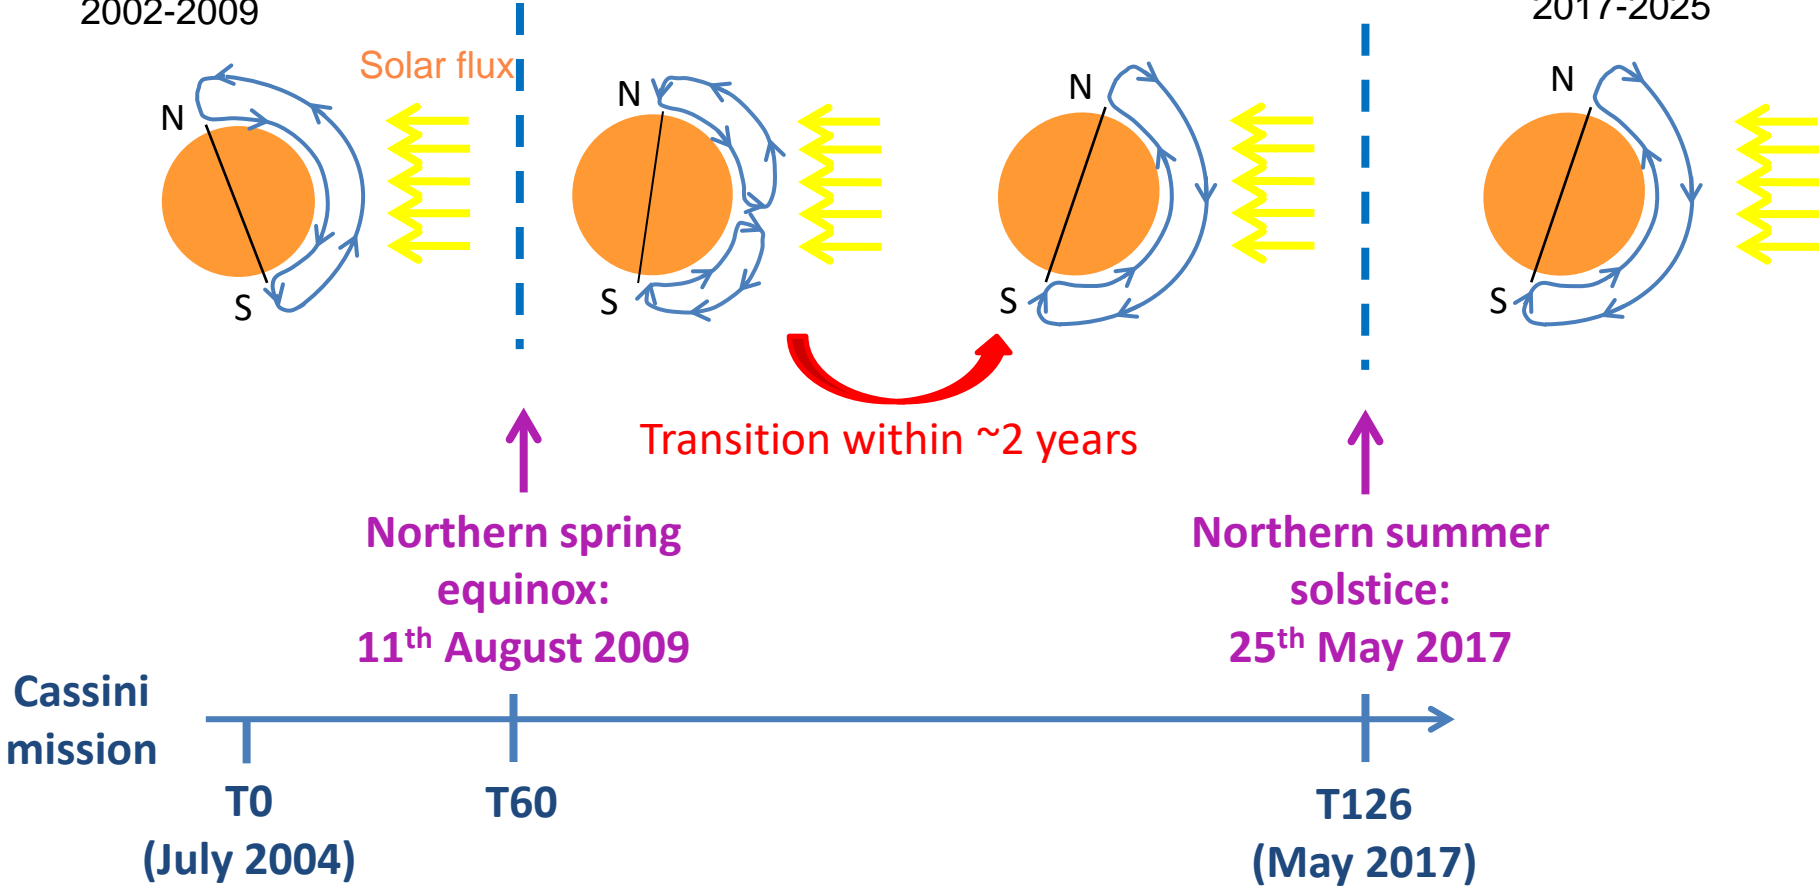 2002-2009
2017-2025
Solar flux
N
N
N
N
S
S
S
S
Transition within ~2 years
Northern spring
equinox:
11th August 2009
Northern summer
solstice:
25th May 2017
Cassini
mission
T0
(July 2004)
T60
T126
(May 2017)